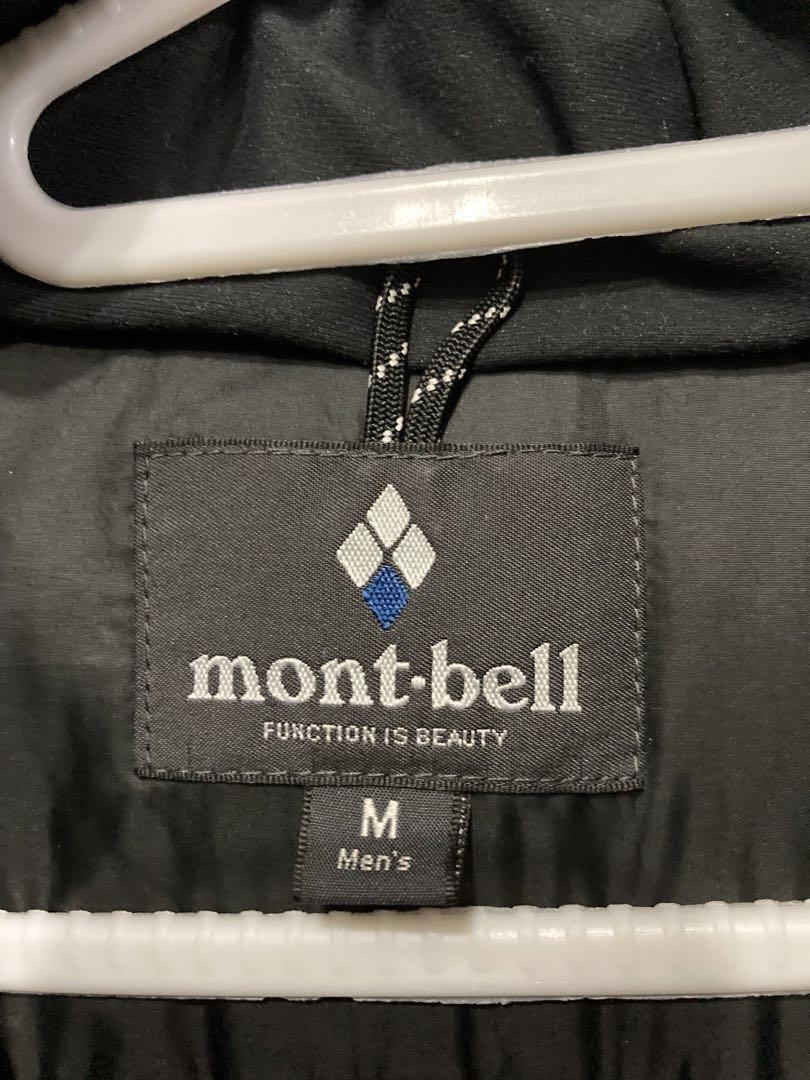 mont·bell
FUNCTION IS BEAUTY
M
Men's